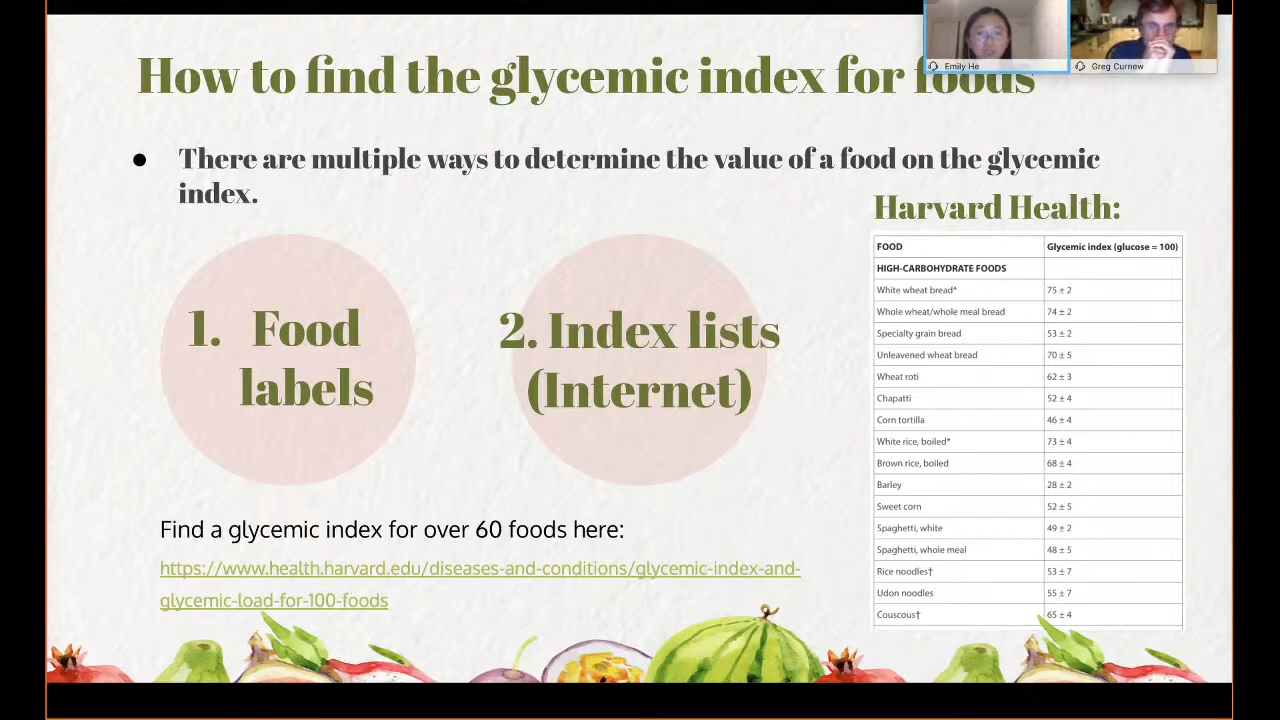 How to find the glycemic index for foods
Emily He
Greg Curnew
● There are multiple ways to determine the value of a food on the glycemic
index.
Harvard Health:
1. Food
labels
2. Index lists
(Internet)
FOOD Glycemic index (glucose = 100)
HIGH-CARBOHYDRATE FOODS
White wheat bread* 75 ± 2
Whole wheat/whole meal bread 74 ± 2
Specialty grain bread 53 ± 2
Unleavened wheat bread 70 ± 5
Wheat roti 62 ± 3
Chapatti 52 ± 4
Corn tortilla 46 ± 4
White rice, boiled* 73 ± 4
Brown rice, boiled 68 ± 4
Barley 28 ± 2
Sweet corn 52 ± 5
Spaghetti, white 49 ± 2
Spaghetti, whole meal 48 ± 5
Rice noodles† 53 ± 7
Udon noodles 55 ± 7
Couscous† 65 ± 4
Find a glycemic index for over 60 foods here:
https://www.health.harvard.edu/diseases-and-conditions/glycemic-index-and-
glycemic-load-for-100-foods